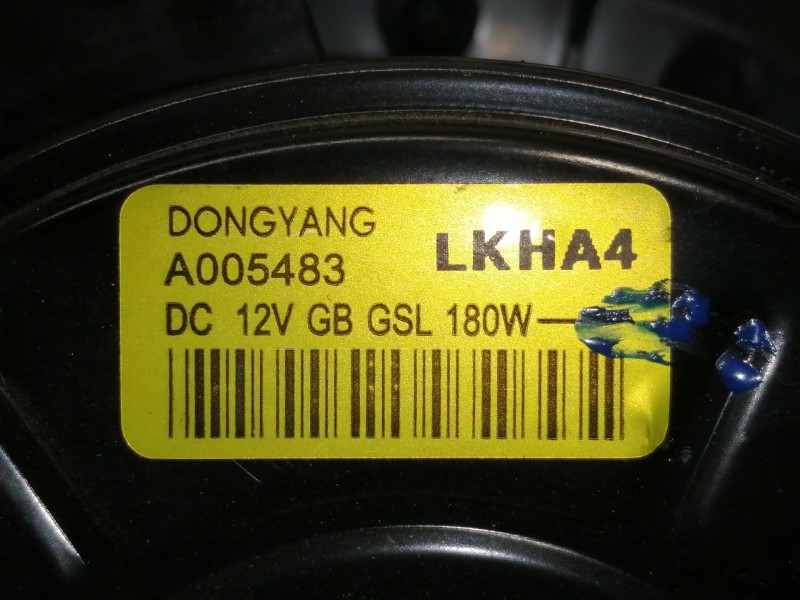 DONGYANG
LKHA4
A005483
DC 12V GB GSL 180W—